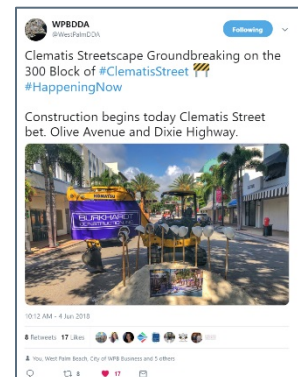 WPBDDA
@WestPalmDDA
Following
Clematis Streetscape Groundbreaking on the
300 Block of #ClematisStreet 🚧
#HappeningNow
Construction begins today Clematis Street
bet. Olive Avenue and Dixie Highway.
KOMATSU
BURKHARDT
CONSTRUCTION
10:12 AM - 4 Jun 2018
8 Retweets 17 Likes
You, West Palm Beach, City of WPB Business and 5 others
8 17